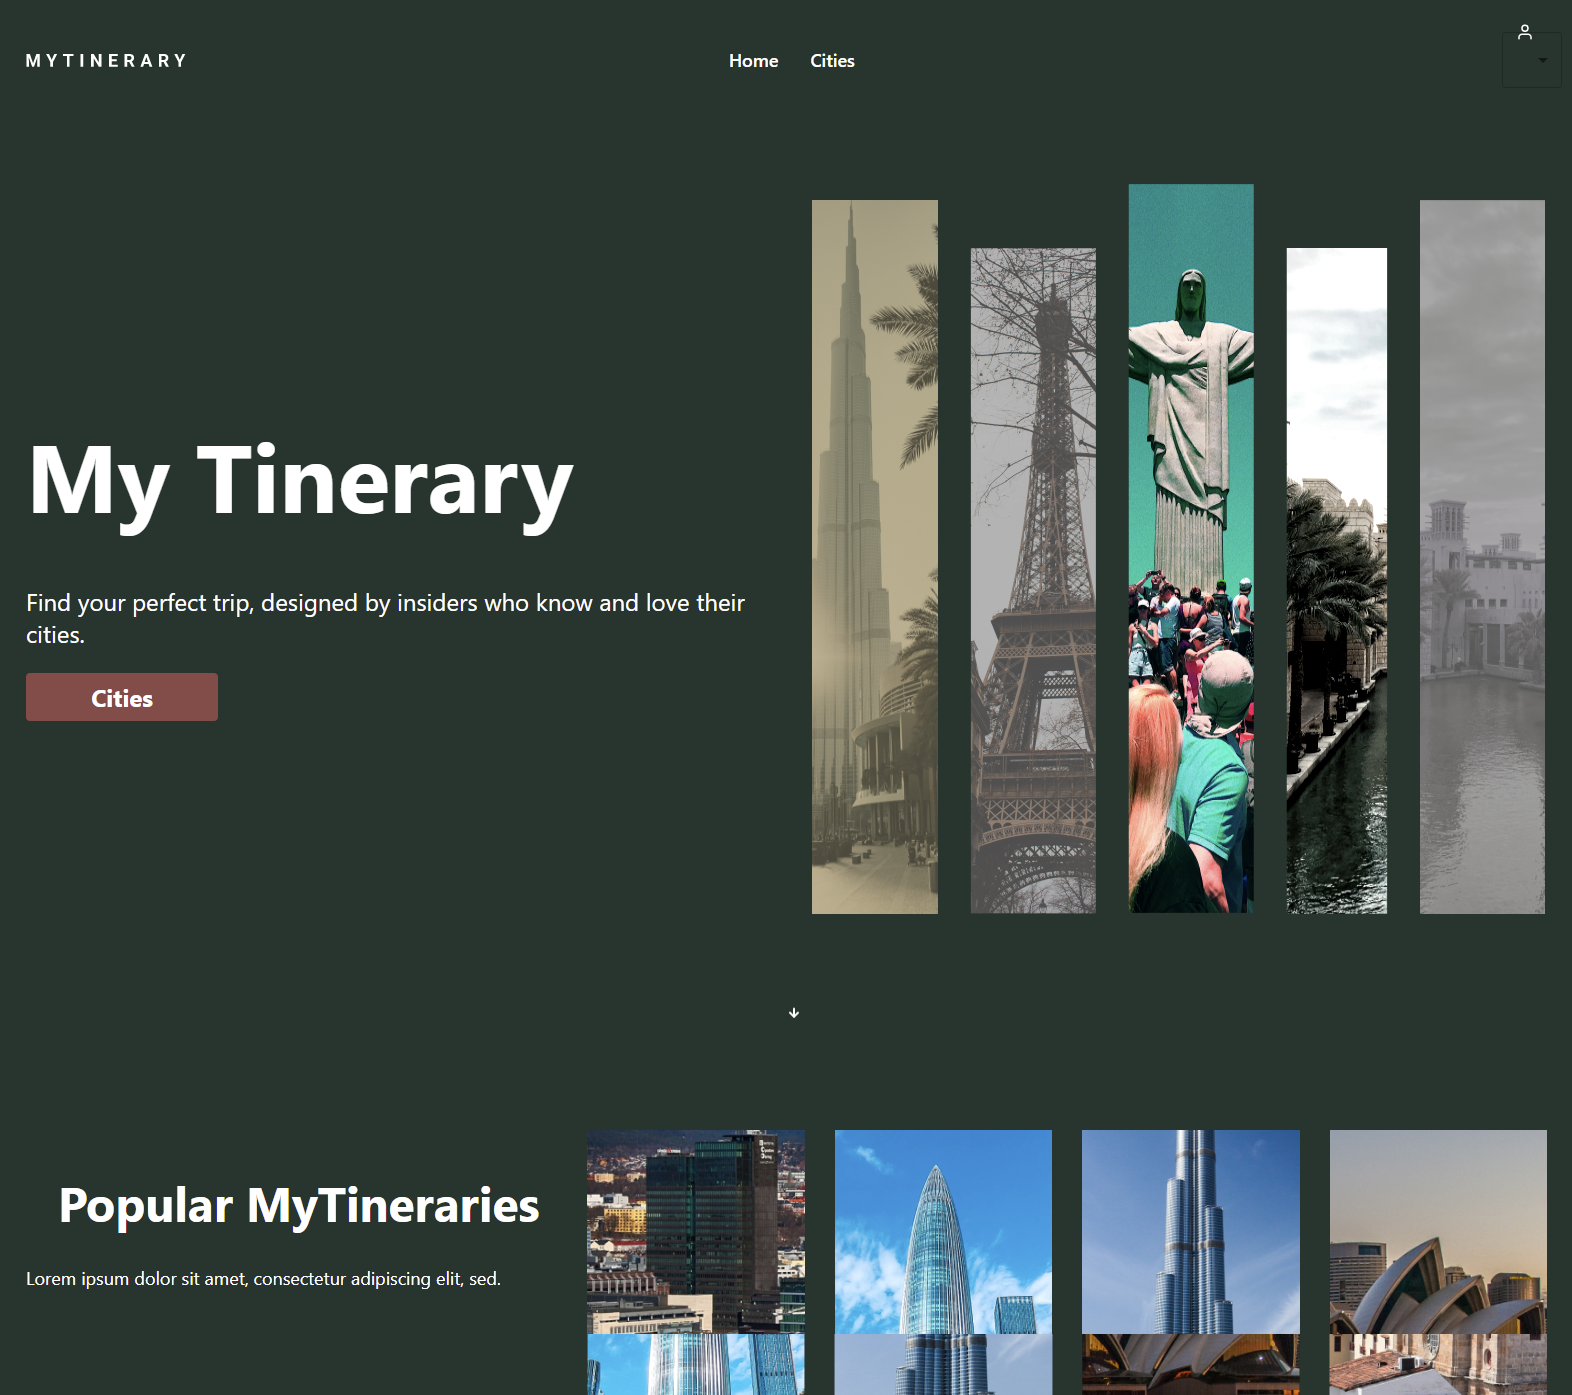 MYTINERARY
Home
Cities
My Tinerary
Find your perfect trip, designed by insiders who know and love their
cities.
Cities
Popular MyTineraries
Lorem ipsum dolor sit amet, consectetur adipiscing elit, sed.